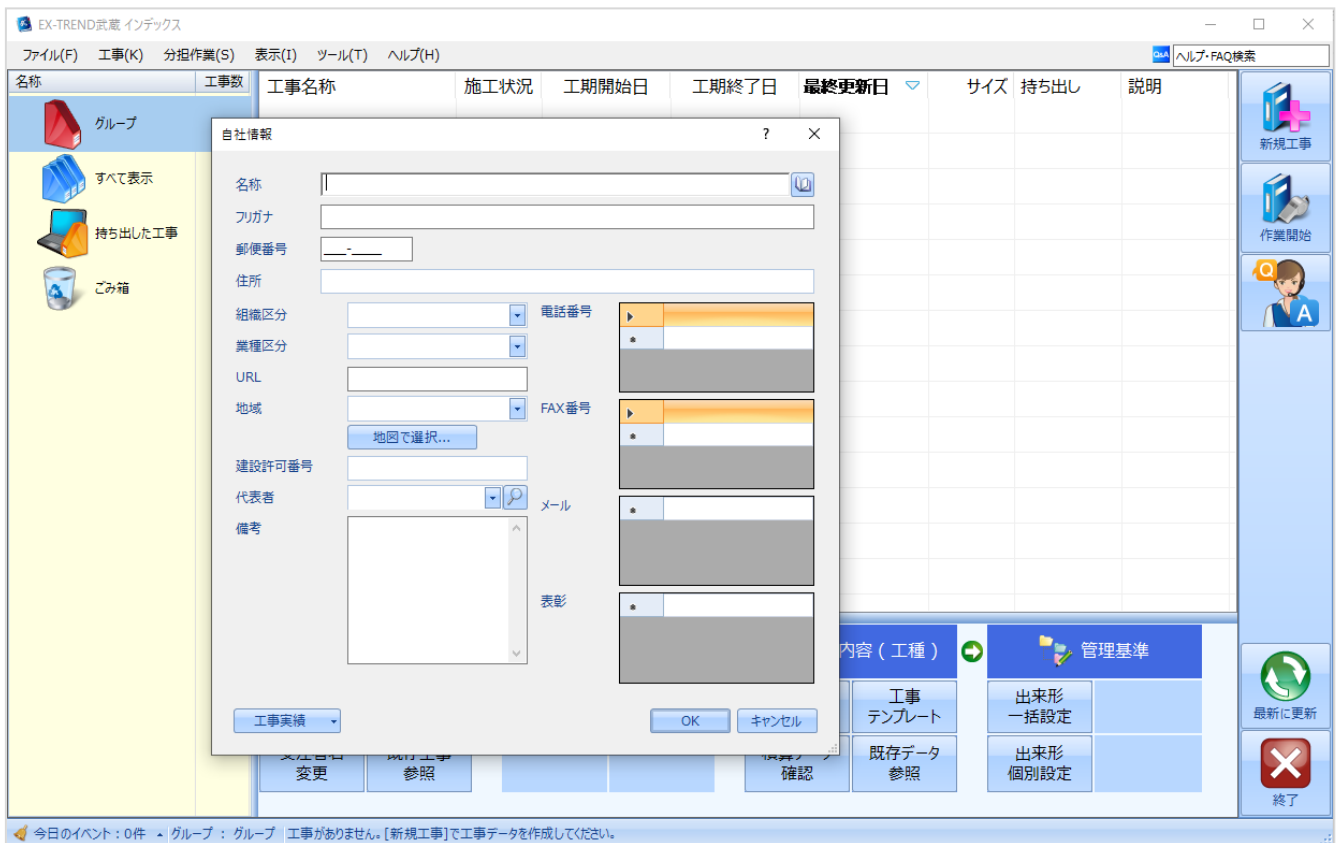 EX-TREND武蔵 インデックス
ファイル(F) 工事(K) 分担作業(S) 表示(I) ツール(T) ヘルプ(H)
Q&A ヘルプ・FAQ検索
名称 工事数
工事名称 施工状況 工期開始日 工期終了日 最終更新日 サイズ 持ち出し 説明
グループ
すべて表示
持ち出した工事
ごみ箱
自社情報 ?
名称
フリガナ
郵便番号 ___-____
住所
組織区分
業種区分
URL
地域
地図で選択...
建設許可番号
代表者
備考
電話番号
FAX番号
メール
表彰
工事実績
OK
キャンセル
新規工事
作業開始
Q
A
最新に更新
終了
内容 ( 工種 )
管理基準
工事
テンプレート
出来形
一括設定
変更
参照
確認
既存データ
参照
出来形
個別設定
今日のイベント : 0件 グループ : グループ 工事がありません。[新規工事]で工事データを作成してください。